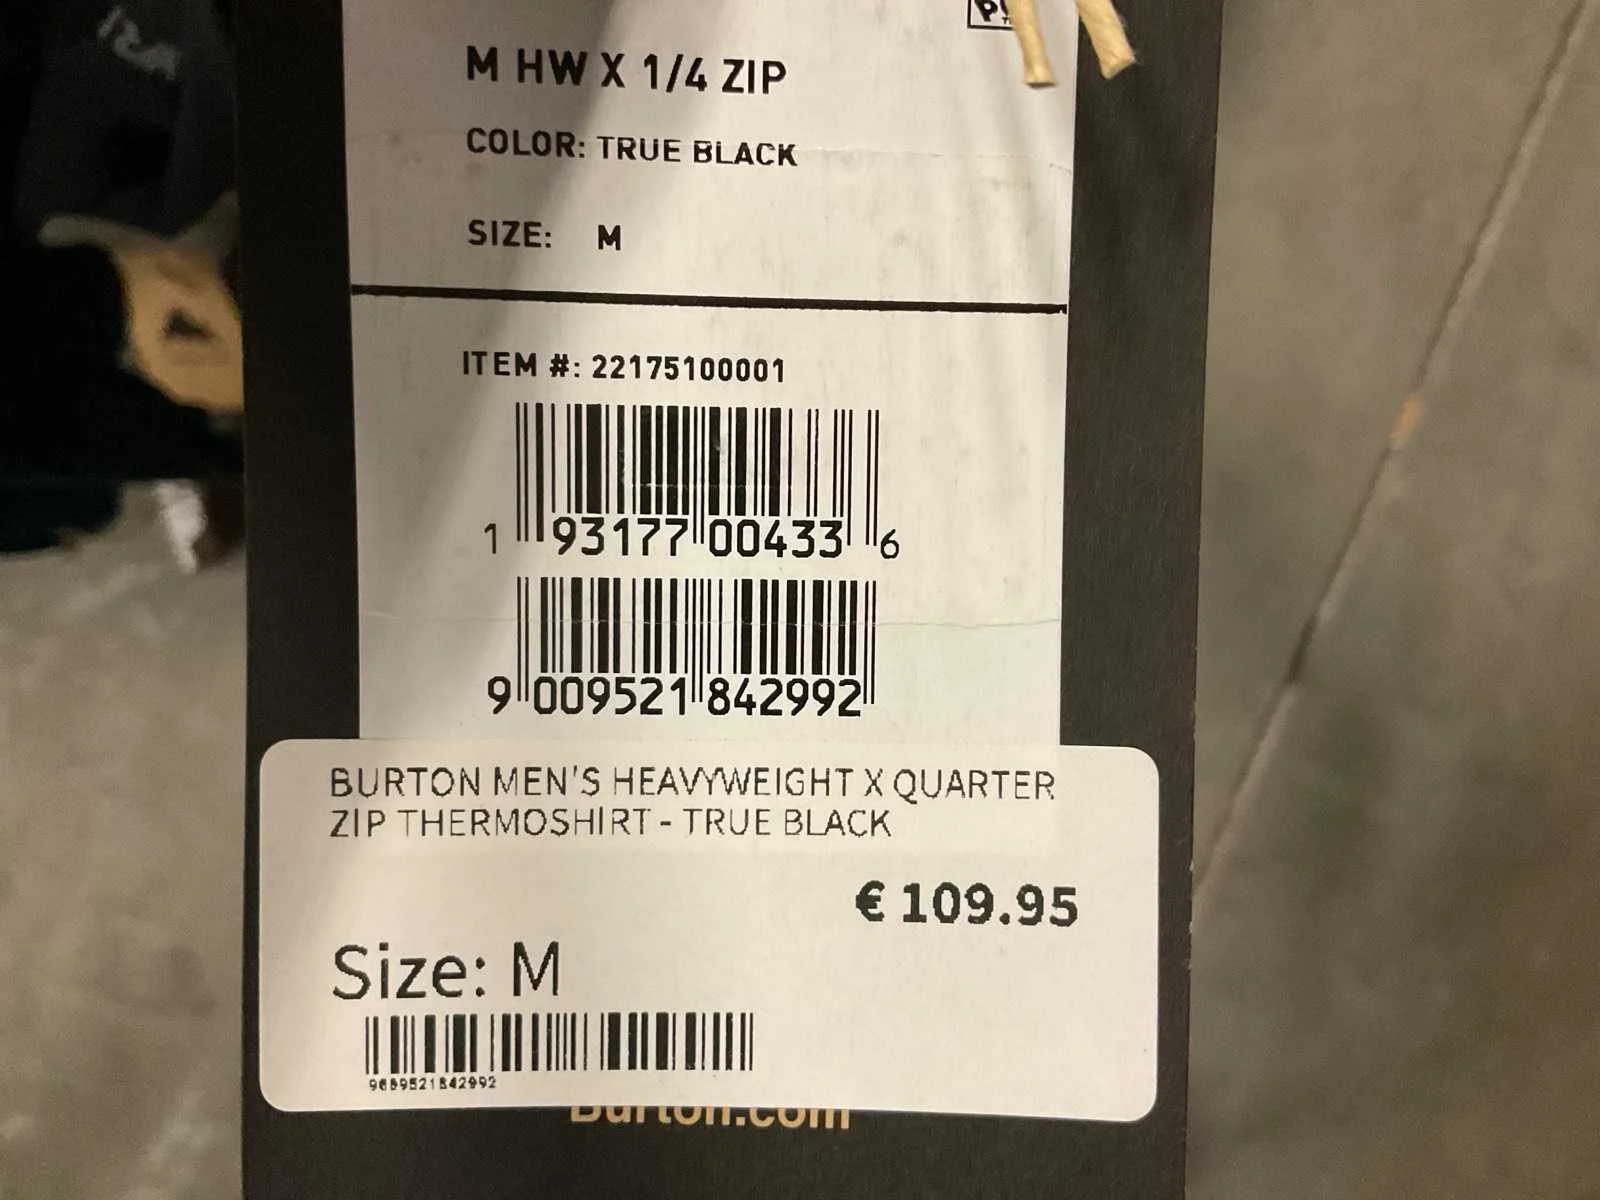 M HW X 1/4 ZIP
COLOR: TRUE BLACK
SIZE: M
ITEM #: 22175100001
1 93177 00433 6
9 009521 842992
BURTON MEN'S HEAVYWEIGHT X QUARTER
ZIP THERMOSHIRT - TRUE BLACK
€ 109.95
Size: M
9009521842992
Burton.com